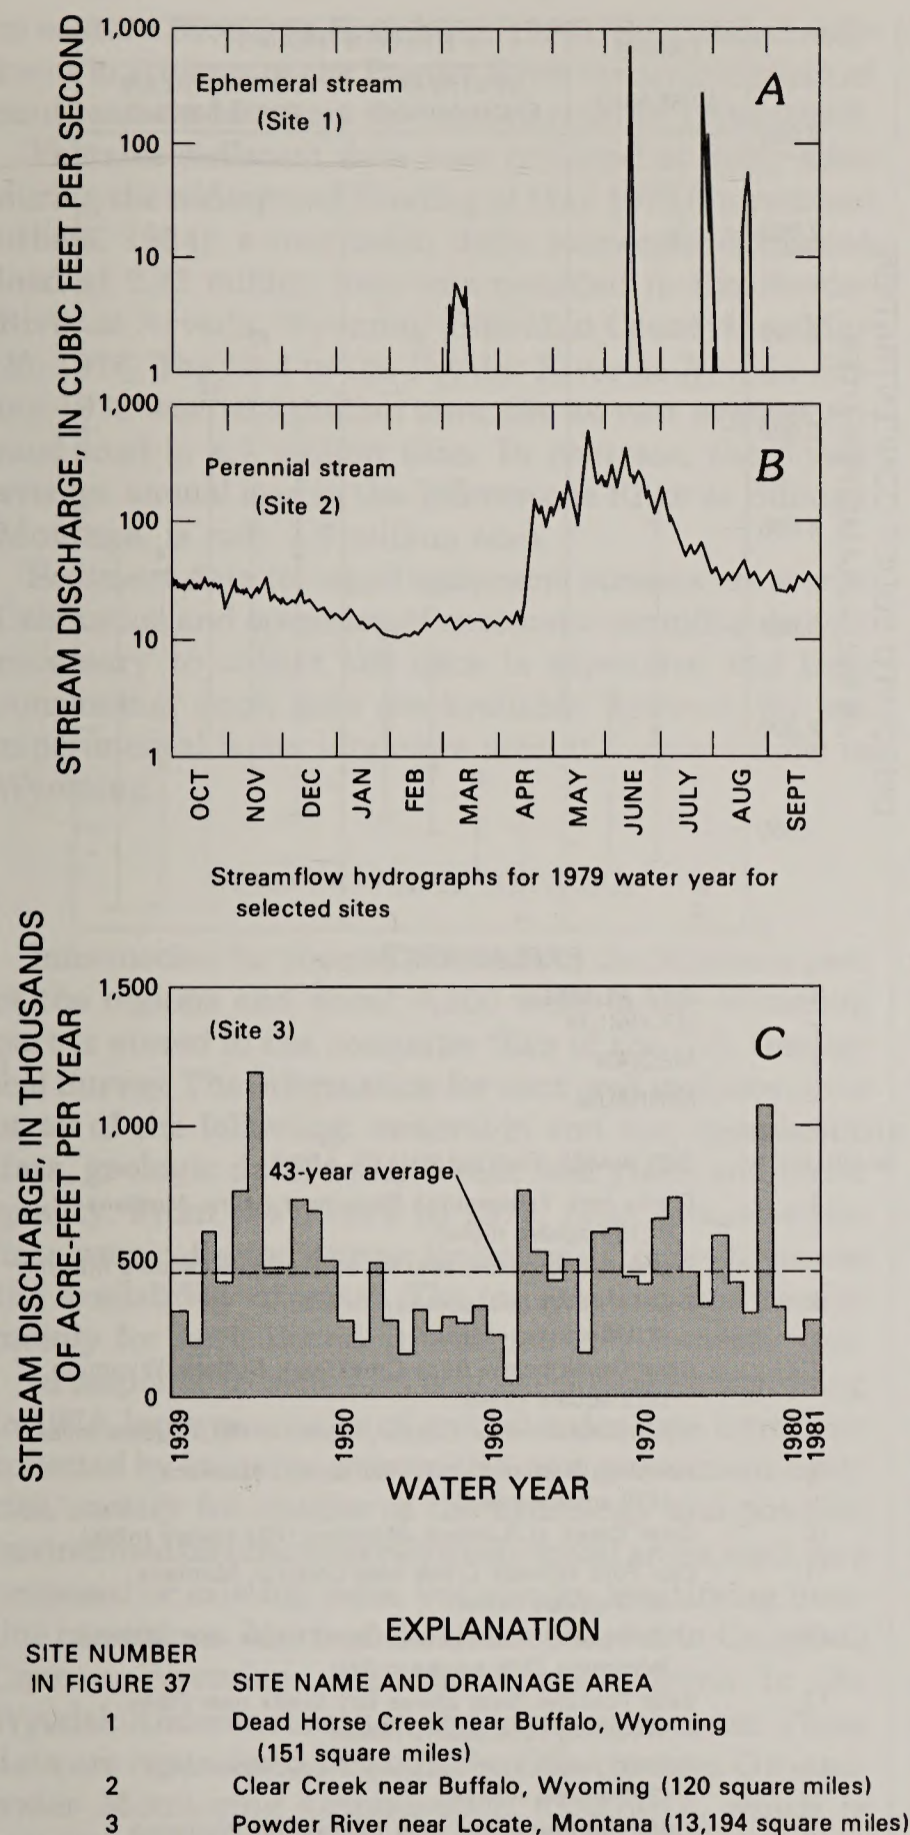 STREAM DISCHARGE, IN CUBIC FEET PER SECOND
1,000
100
10
1
Ephemeral stream
(Site 1)
A
1,000
100
10
1
Perennial stream
(Site 2)
B
OCT
NOV
DEC
JAN
FEB
MAR
APR
MAY
JUNE
JULY
AUG
SEPT
Streamflow hydrographs for 1979 water year for
selected sites
STREAM DISCHARGE, IN THOUSANDS
OF ACRE-FEET PER YEAR
1,500
1,000
500
0
(Site 3)
C
43-year average
1939
1950
1960
1970
1980
1981
WATER YEAR
EXPLANATION
SITE NUMBER
IN FIGURE 37
SITE NAME AND DRAINAGE AREA
1 Dead Horse Creek near Buffalo, Wyoming
(151 square miles)
2 Clear Creek near Buffalo, Wyoming (120 square miles)
3 Powder River near Locate, Montana (13,194 square miles)